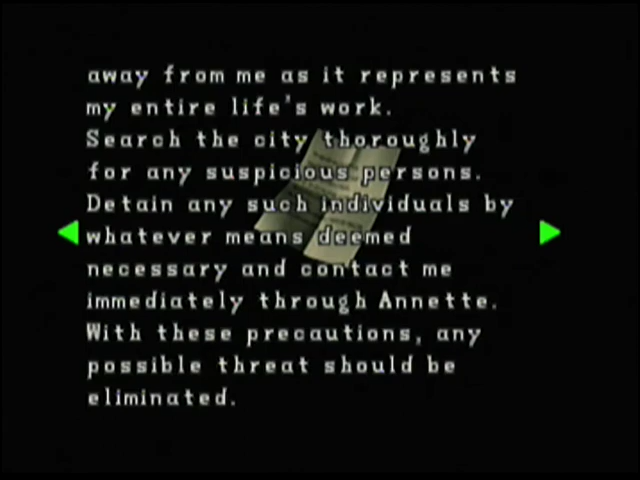 away from me as it represents
my entire life's work.
Search the city thoroughly
for any suspicious persons.
Detain any such individuals by
whatever means deemed
necessary and contact me
immediately through Annette.
With these precautions, any
possible threat should be
eliminated.